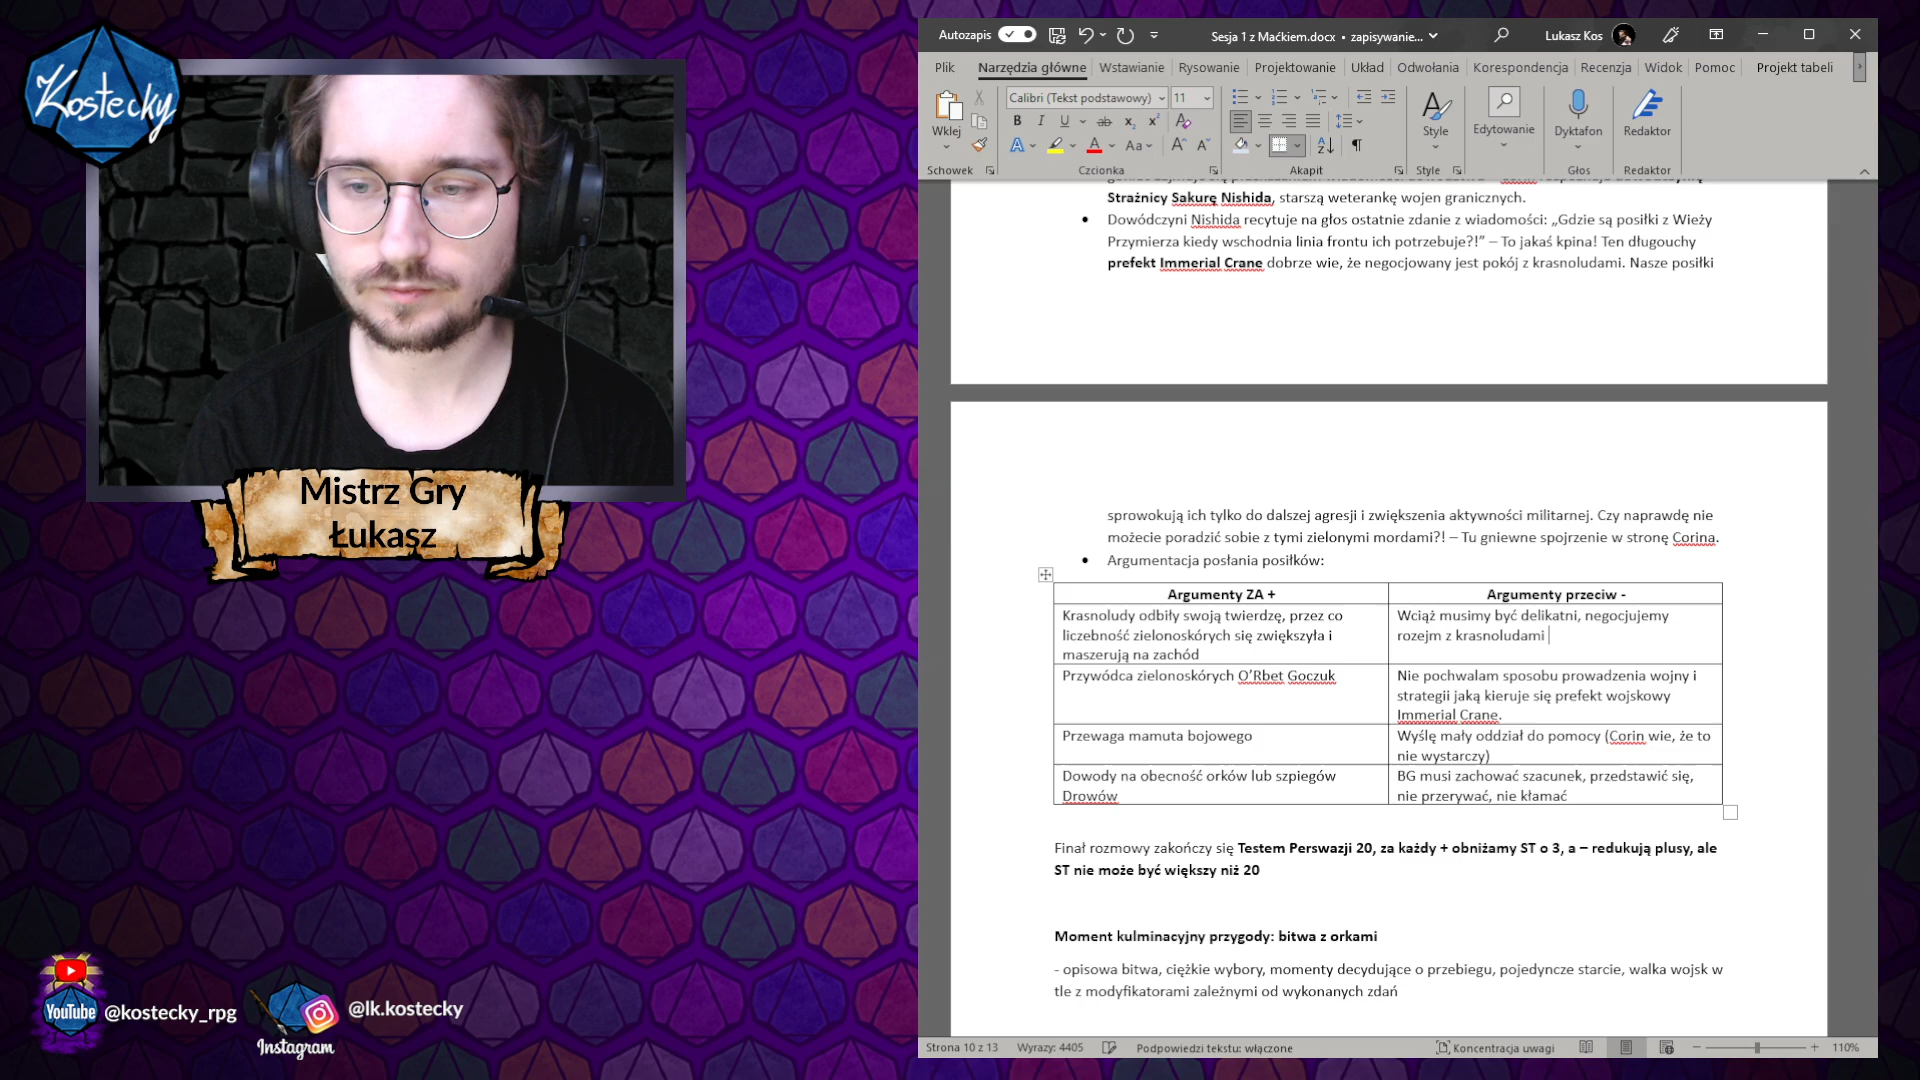 Kostecky
Mistrz Gry
Łukasz
YouTube
@kostecky_rpg
@lk.kostecky
Instagram
Autozapis
Sesja 1 z Maćkiem.docx • zapisywanie...
Lukasz Kos
Plik
Narzędzia główne
Wstawianie
Rysowanie
Projektowanie
Układ
Odwołania
Korespondencja
Recenzja
Widok
Pomoc
Projekt tabeli
Calibri (Tekst podstawowy)
11
Wklej
Style
Edytowanie
Dyktafon
Redaktor
Schowek
Czcionka
Akapit
Style
Głos
Redaktor
Strażnicy Sakurę Nishida, starszą weterankę wojen granicznych.
• Dowódczyni Nishida recytuje na głos ostatnie zdanie z wiadomości: „Gdzie są posiłki z Wieży
Przymierza kiedy wschodnia linia frontu ich potrzebuje?!” – To jakaś kpina! Ten długouchy
prefekt Immerial Crane dobrze wie, że negocjowany jest pokój z krasnoludami. Nasze posiłki
sprowokują ich tylko do dalszej agresji i zwiększenia aktywności militarnej. Czy naprawdę nie
możecie poradzić sobie z tymi zielonymi mordami?! – Tu gniewne spojrzenie w stronę Corina.
• Argumentacja posłania posiłków:
Argumenty ZA +
Argumenty przeciw -
Krasnoludy odbiły swoją twierdzę, przez co
liczebność zielonoskórych się zwiększyła i
maszerują na zachód
Wciąż musimy być delikatni, negocjujemy
rozejm z krasnoludami
Przywódca zielonoskórych O’Rbet Goczuk
Nie pochwalam sposobu prowadzenia wojny i
strategii jaką kieruje się prefekt wojskowy
Immerial Crane.
Przewaga mamuta bojowego
Wyślę mały oddział do pomocy (Corin wie, że to
nie wystarczy)
Dowody na obecność orków lub szpiegów
Drowów
BG musi zachować szacunek, przedstawić się,
nie przerywać, nie kłamać
Finał rozmowy zakończy się Testem Perswazji 20, za każdy + obniżamy ST o 3, a – redukują plusy, ale
ST nie może być większy niż 20
Moment kulminacyjny przygody: bitwa z orkami
- opisowa bitwa, ciężkie wybory, momenty decydujące o przebiegu, pojedyncze starcie, walka wojsk w
tle z modyfikatorami zależnymi od wykonanych zdań
Strona 10 z 13
Wyrazy: 4405
Podpowiedzi tekstu: włączone
Koncentracja uwagi
110%